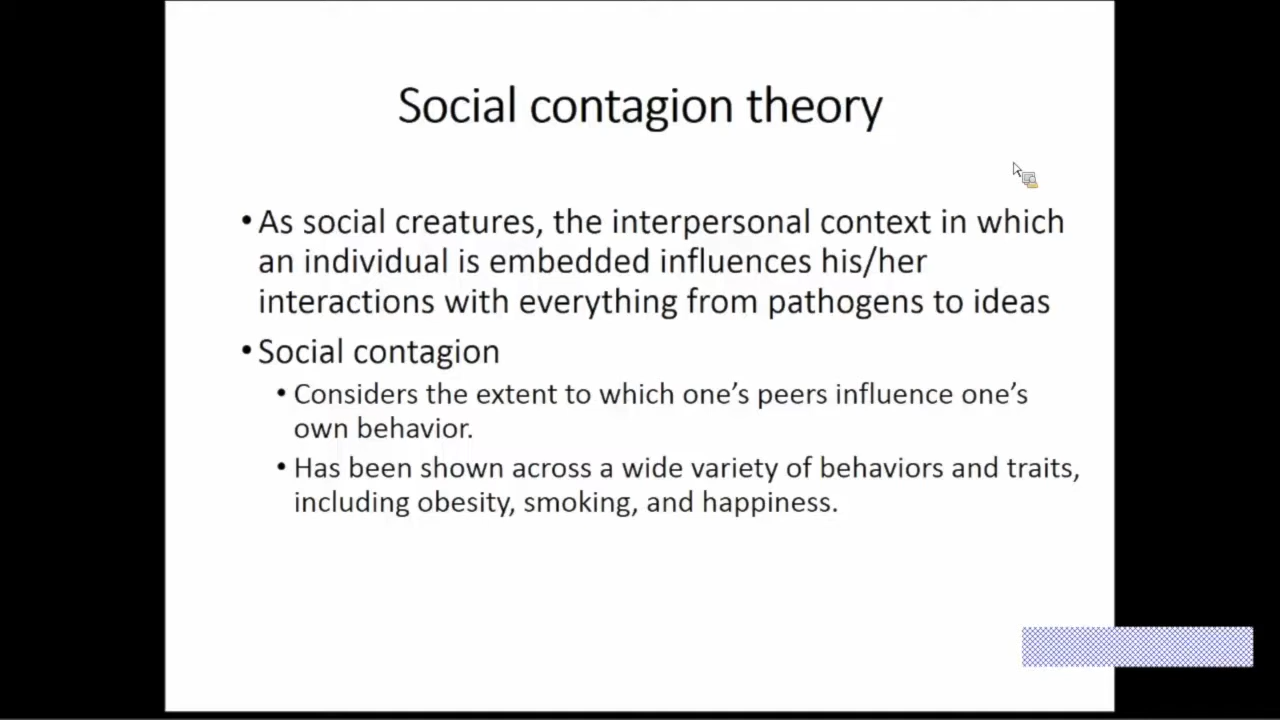 Social contagion theory
•As social creatures, the interpersonal context in which
an individual is embedded influences his/her
interactions with everything from pathogens to ideas
•Social contagion
•Considers the extent to which one’s peers influence one’s
own behavior.
•Has been shown across a wide variety of behaviors and traits,
including obesity, smoking, and happiness.